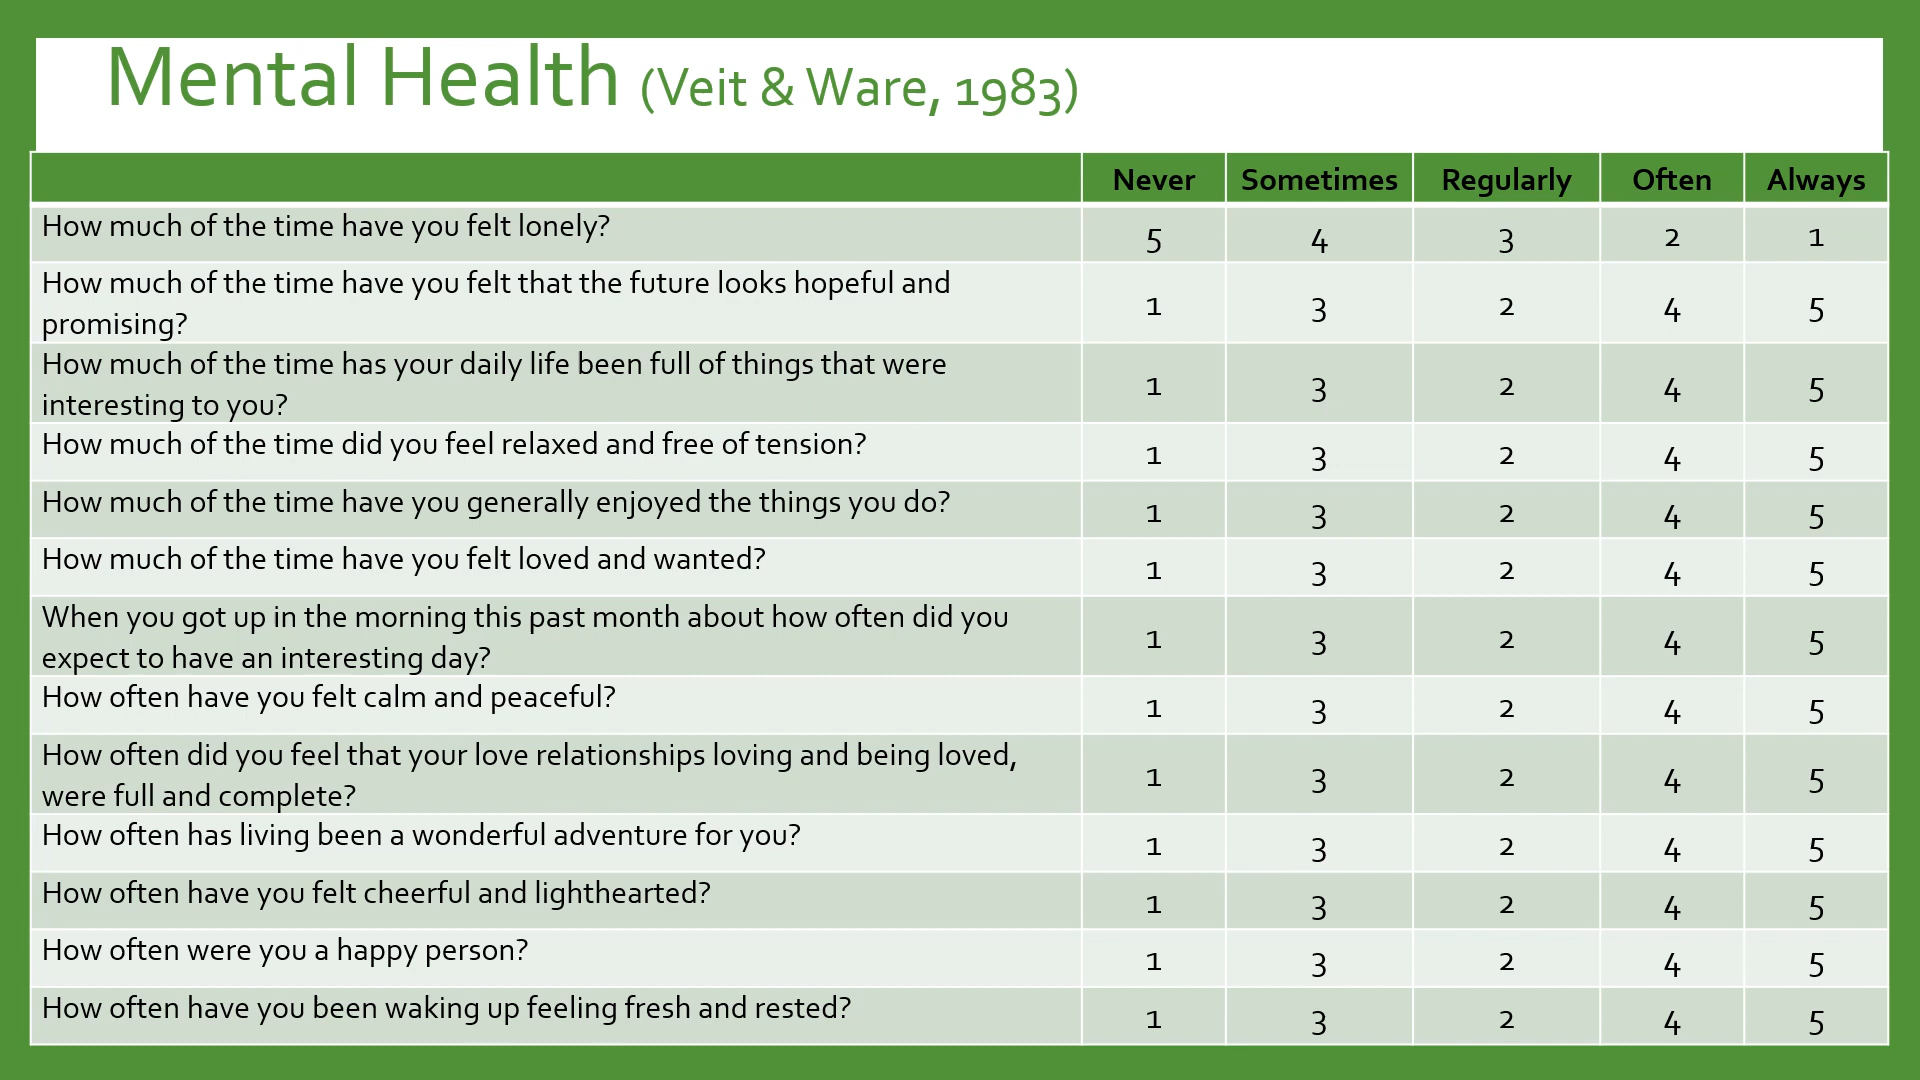 Mental Health (Veit & Ware, 1983)
Never Sometimes Regularly Often Always
How much of the time have you felt lonely? 5 4 3 2 1
How much of the time have you felt that the future looks hopeful and
promising? 1 3 2 4 5
How much of the time has your daily life been full of things that were
interesting to you? 1 3 2 4 5
How much of the time did you feel relaxed and free of tension? 1 3 2 4 5
How much of the time have you generally enjoyed the things you do? 1 3 2 4 5
How much of the time have you felt loved and wanted? 1 3 2 4 5
When you got up in the morning this past month about how often did you
expect to have an interesting day? 1 3 2 4 5
How often have you felt calm and peaceful? 1 3 2 4 5
How often did you feel that your love relationships loving and being loved,
were full and complete? 1 3 2 4 5
How often has living been a wonderful adventure for you? 1 3 2 4 5
How often have you felt cheerful and lighthearted? 1 3 2 4 5
How often were you a happy person? 1 3 2 4 5
How often have you been waking up feeling fresh and rested? 1 3 2 4 5